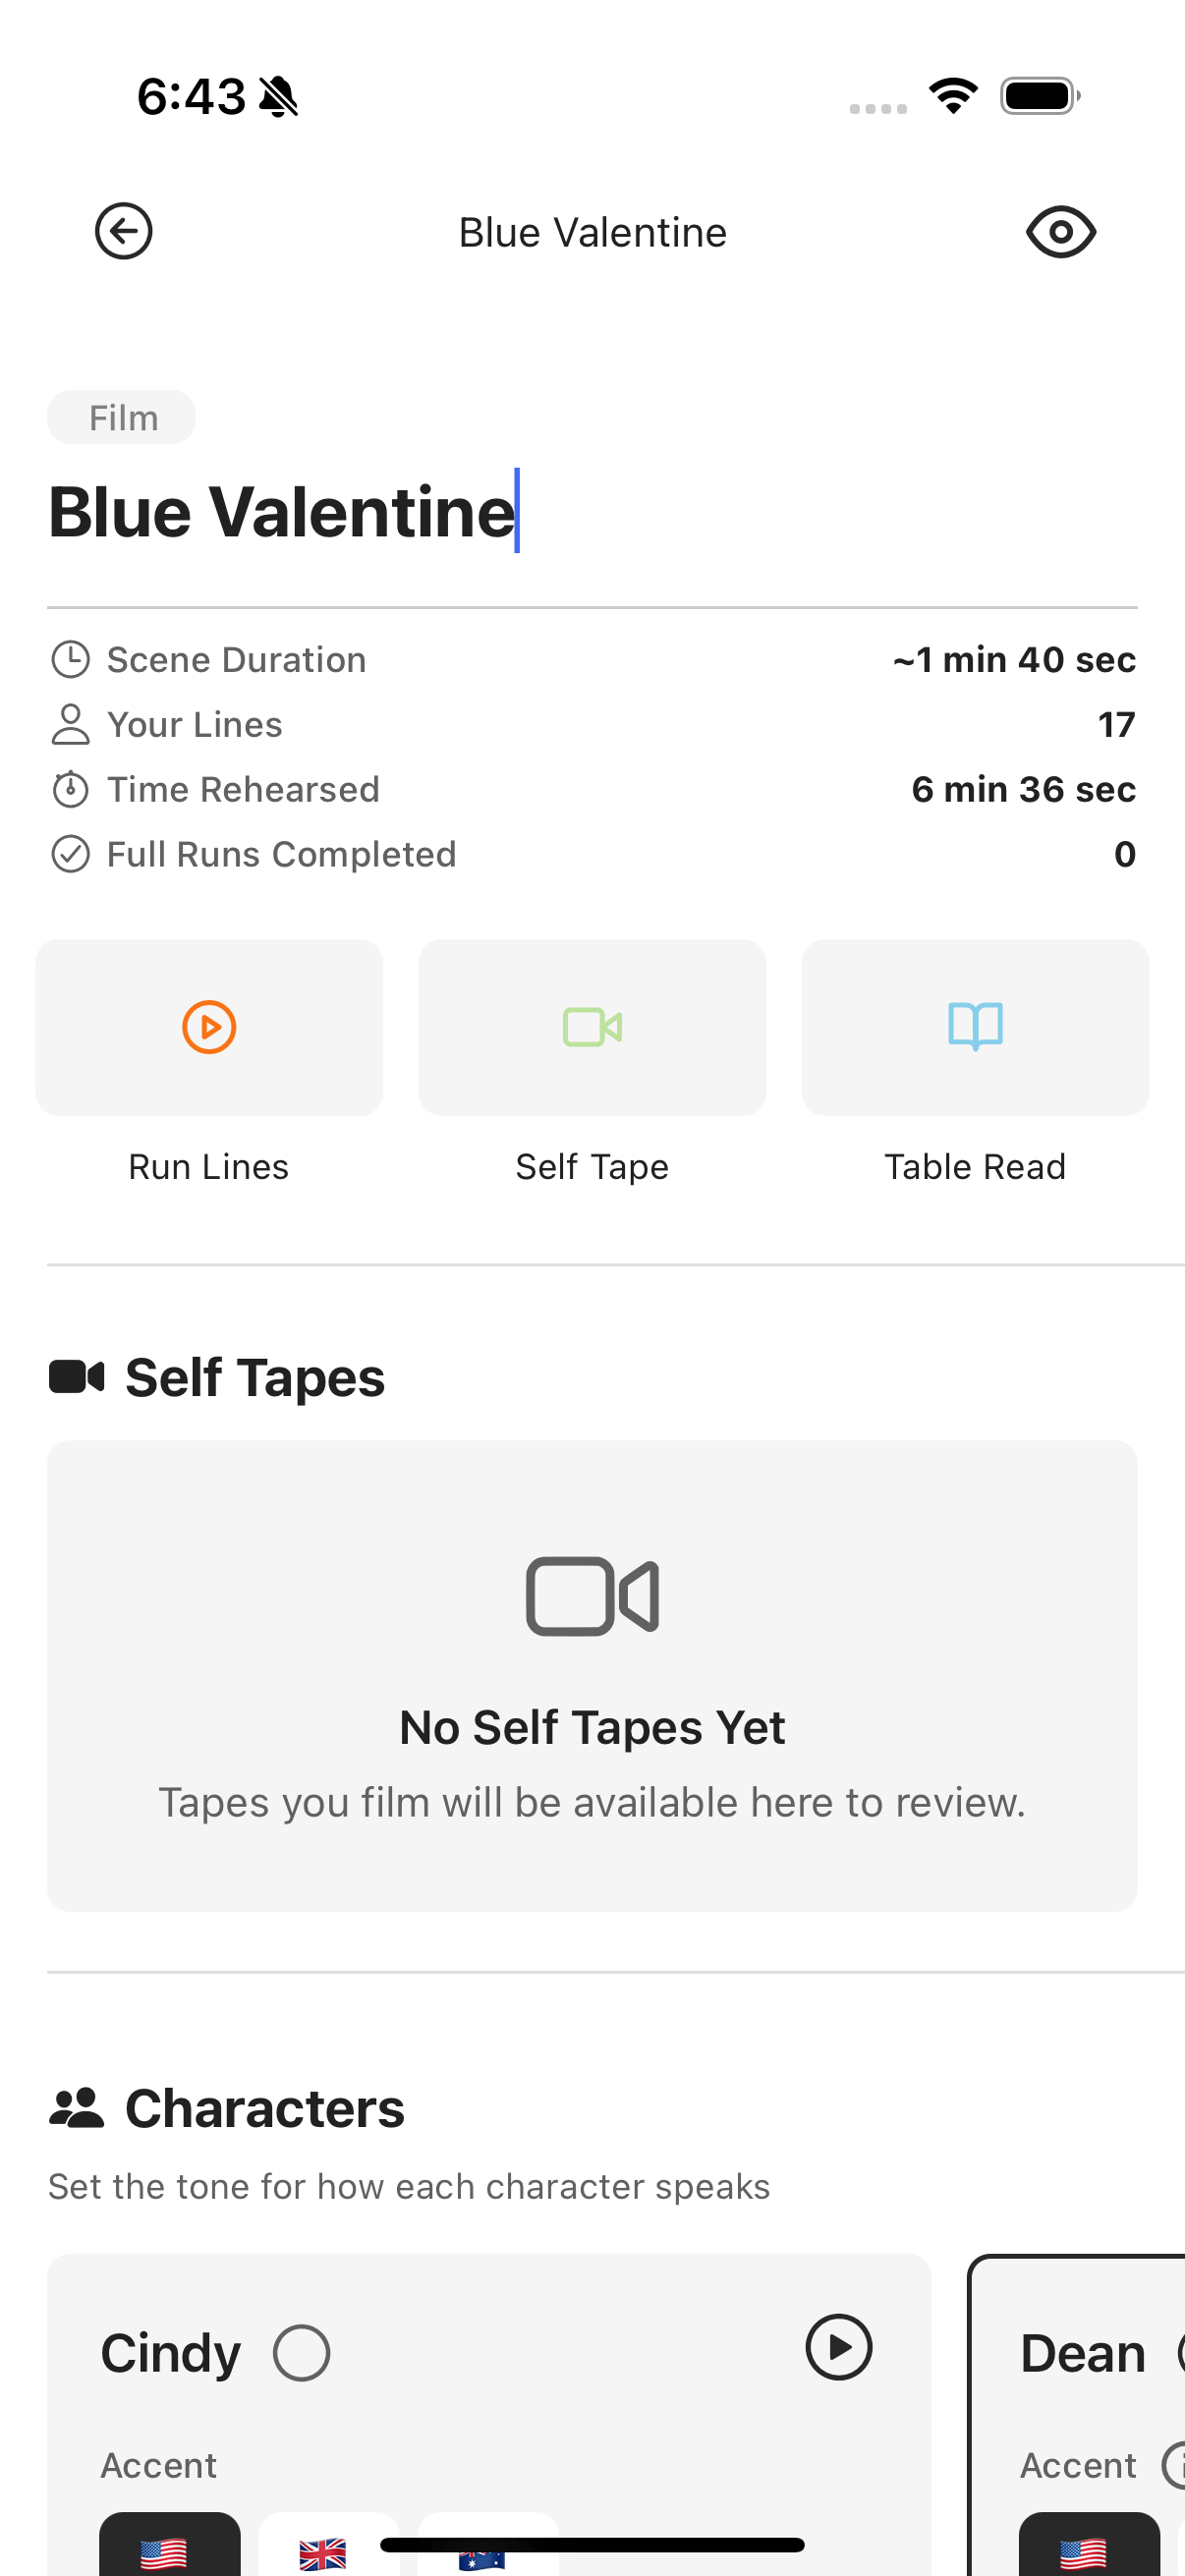 6:43
Blue Valentine
Film
Blue Valentine
Scene Duration ~1 min 40 sec
Your Lines 17
Time Rehearsed 6 min 36 sec
Full Runs Completed 0
Run Lines Self Tape Table Read
Self Tapes
No Self Tapes Yet
Tapes you film will be available here to review.
Characters
Set the tone for how each character speaks
Cindy Dean
Accent Accent